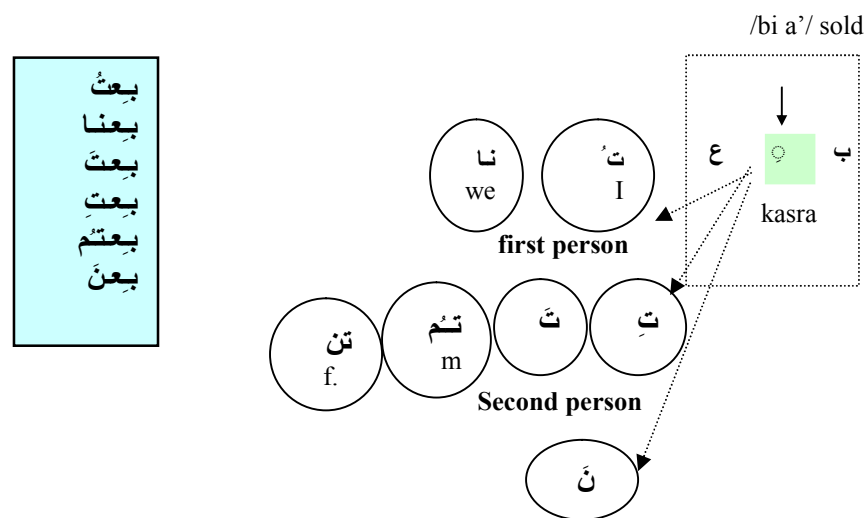 /bi a’/ sold
بِعتُ
بِعنا
بِعتَ
بِعتِ
بِعتُم
بِعنَ
ب ِ ع
kasra
تُ
I
نا
we
first person
تِ
تَ
تُم
m
تن
f.
Second person
نَ